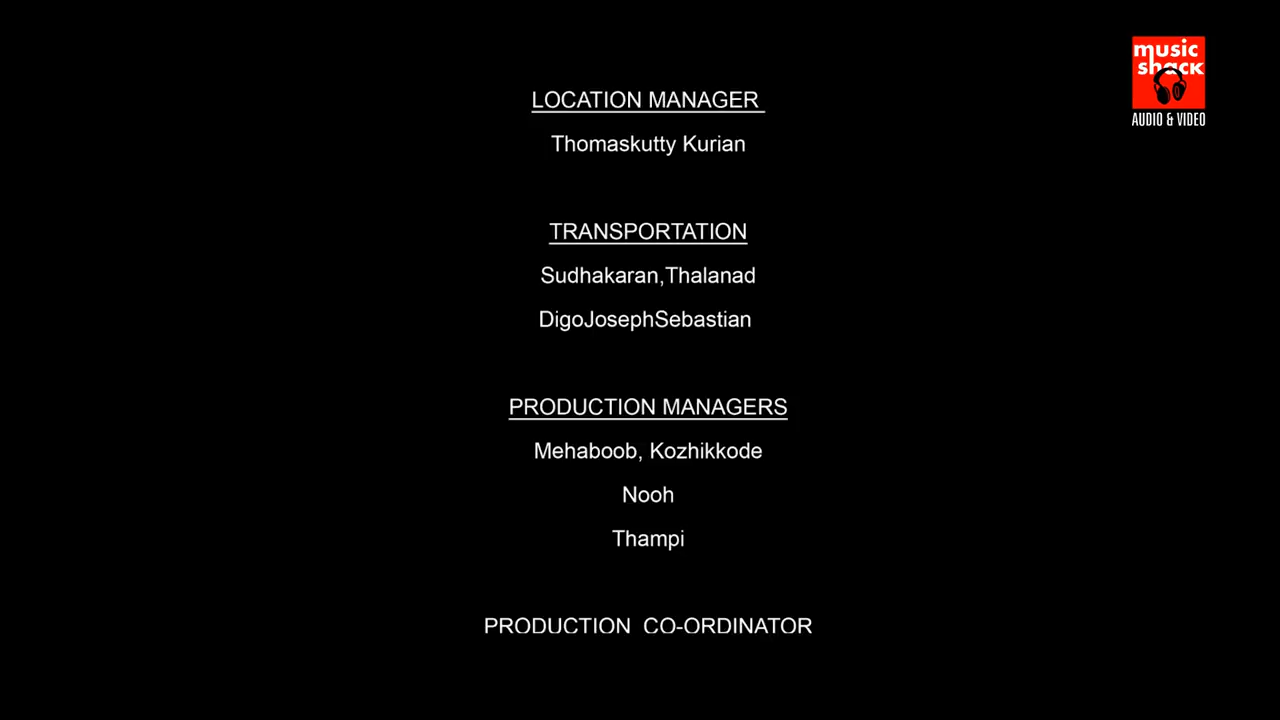 music
shack
AUDIO & VIDEO
LOCATION MANAGER
Thomaskutty Kurian
TRANSPORTATION
Sudhakaran,Thalanad
DigoJosephSebastian
PRODUCTION MANAGERS
Mehaboob, Kozhikkode
Nooh
Thampi
PRODUCTION CO-ORDINATOR